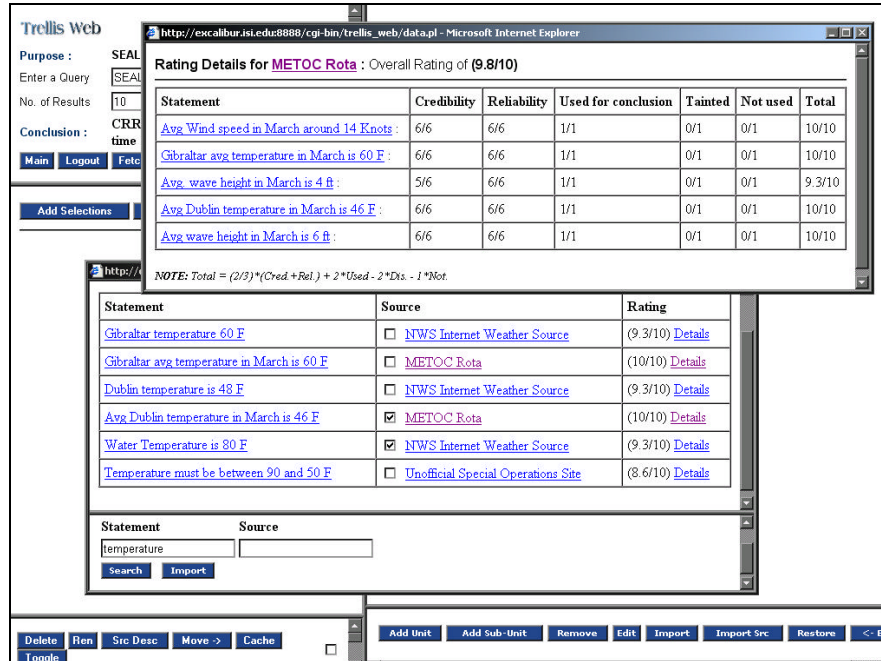 Trellis Web
Purpose : SEAL
Enter a Query SEAL
No. of Results 10
Conclusion : CRR
time
Main Logout Fetc
Add Selections
http://excalibur.isi.edu:8888/cgi-bin/trellis_web/data.pl - Microsoft Internet Explorer
Rating Details for METOC Rota : Overall Rating of (9.8/10)
Statement Credibility Reliability Used for conclusion Tainted Not used Total
Avg Wind speed in March around 14 Knots : 6/6 6/6 1/1 0/1 0/1 10/10
Gibraltar avg temperature in March is 60 F : 6/6 6/6 1/1 0/1 0/1 10/10
Avg. wave height in March is 4 ft : 5/6 6/6 1/1 0/1 0/1 9.3/10
Avg Dublin temperature in March is 46 F : 6/6 6/6 1/1 0/1 0/1 10/10
Avg wave height in March is 6 ft : 6/6 6/6 1/1 0/1 0/1 10/10
NOTE: Total = (2/3)*(Cred.+Rel.) + 2*Used - 2*Dis. - 1*Not.
http://e
Statement Source Rating
Gibraltar temperature 60 F NWS Internet Weather Source (9.3/10) Details
Gibraltar avg temperature in March is 60 F METOC Rota (10/10) Details
Dublin temperature is 48 F NWS Internet Weather Source (9.3/10) Details
Avg Dublin temperature in March is 46 F METOC Rota (10/10) Details
Water Temperature is 80 F NWS Internet Weather Source (9.3/10) Details
Temperature must be between 90 and 50 F Unofficial Special Operations Site (8.6/10) Details
Statement Source
temperature
Search Import
Delete Ren Src Desc Move -> Cache
Toggle
Add Unit Add Sub-Unit Remove Edit Import Import Src Restore <- E